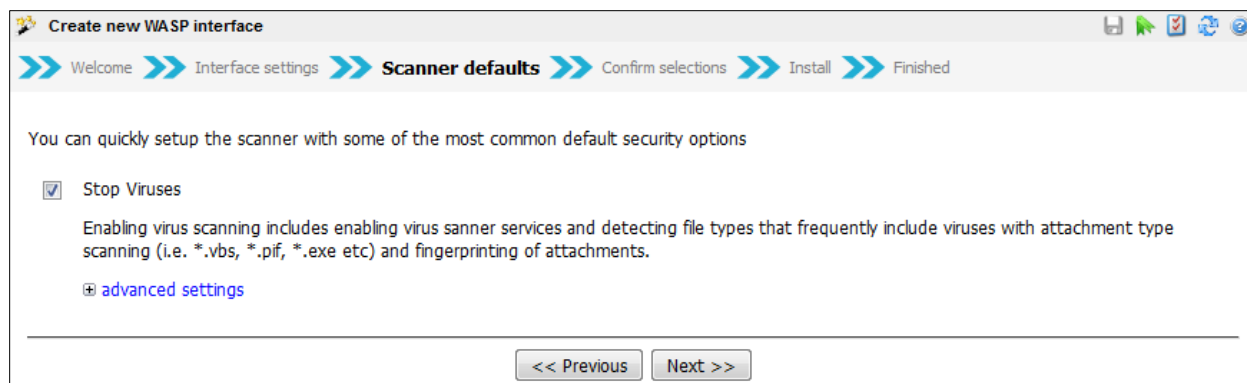 Create new WASP interface
Welcome Interface settings Scanner defaults Confirm selections Install Finished
You can quickly setup the scanner with some of the most common default security options
Stop Viruses
Enabling virus scanning includes enabling virus sanner services and detecting file types that frequently include viruses with attachment type
scanning (i.e. *.vbs, *.pif, *.exe etc) and fingerprinting of attachments.
advanced settings
<< Previous Next >>